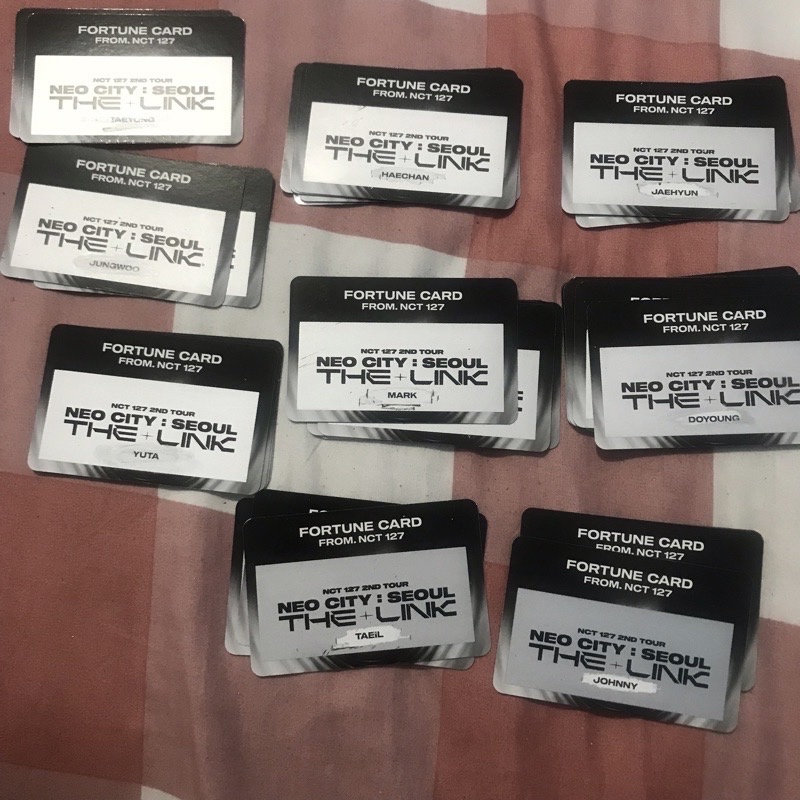 FORTUNE CARD
FROM. NCT 127
NCT 127 2ND TOUR
NEO CITY : SEOUL
THE + LINK
TAEYONG
FORTUNE CARD
FROM. NCT 127
NCT 127 2ND TOUR
NEO CITY : SEOUL
THE + LINK
HAECHAN
FORTUNE CARD
FROM. NCT 127
NCT 127 2ND TOUR
NEO CITY : SEOUL
THE + LINK
JAEHYUN
FORTUNE CARD
FROM. NCT 127
NCT 127 2ND TOUR
NEO CITY : SEOUL
THE + LINK
JUNGWOO
FORTUNE CARD
FROM. NCT 127
NCT 127 2ND TOUR
NEO CITY : SEOUL
THE + LINK
MARK
FORTUNE CARD
FROM. NCT 127
NCT 127 2ND TOUR
NEO CITY : SEOUL
THE + LINK
DOYOUNG
FORTUNE CARD
FROM. NCT 127
NCT 127 2ND TOUR
NEO CITY : SEOUL
THE + LINK
YUTA
FORTUNE CARD
FROM. NCT 127
NCT 127 2ND TOUR
NEO CITY : SEOUL
THE + LINK
TAEIL
FORTUNE CARD
FROM. NCT 127
FORTUNE CARD
FROM. NCT 127
NCT 127 2ND TOUR
NEO CITY : SEOUL
THE + LINK
JOHNNY